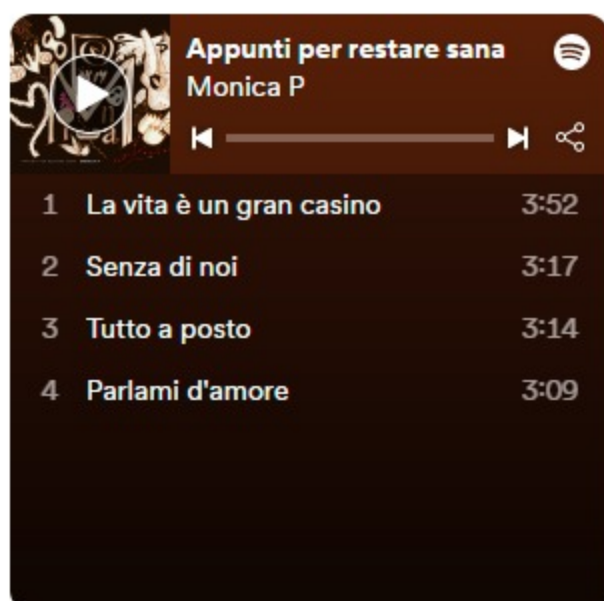 Appunti per restare sana
Monica P
1 La vita è un gran casino 3:52
2 Senza di noi 3:17
3 Tutto a posto 3:14
4 Parlami d'amore 3:09